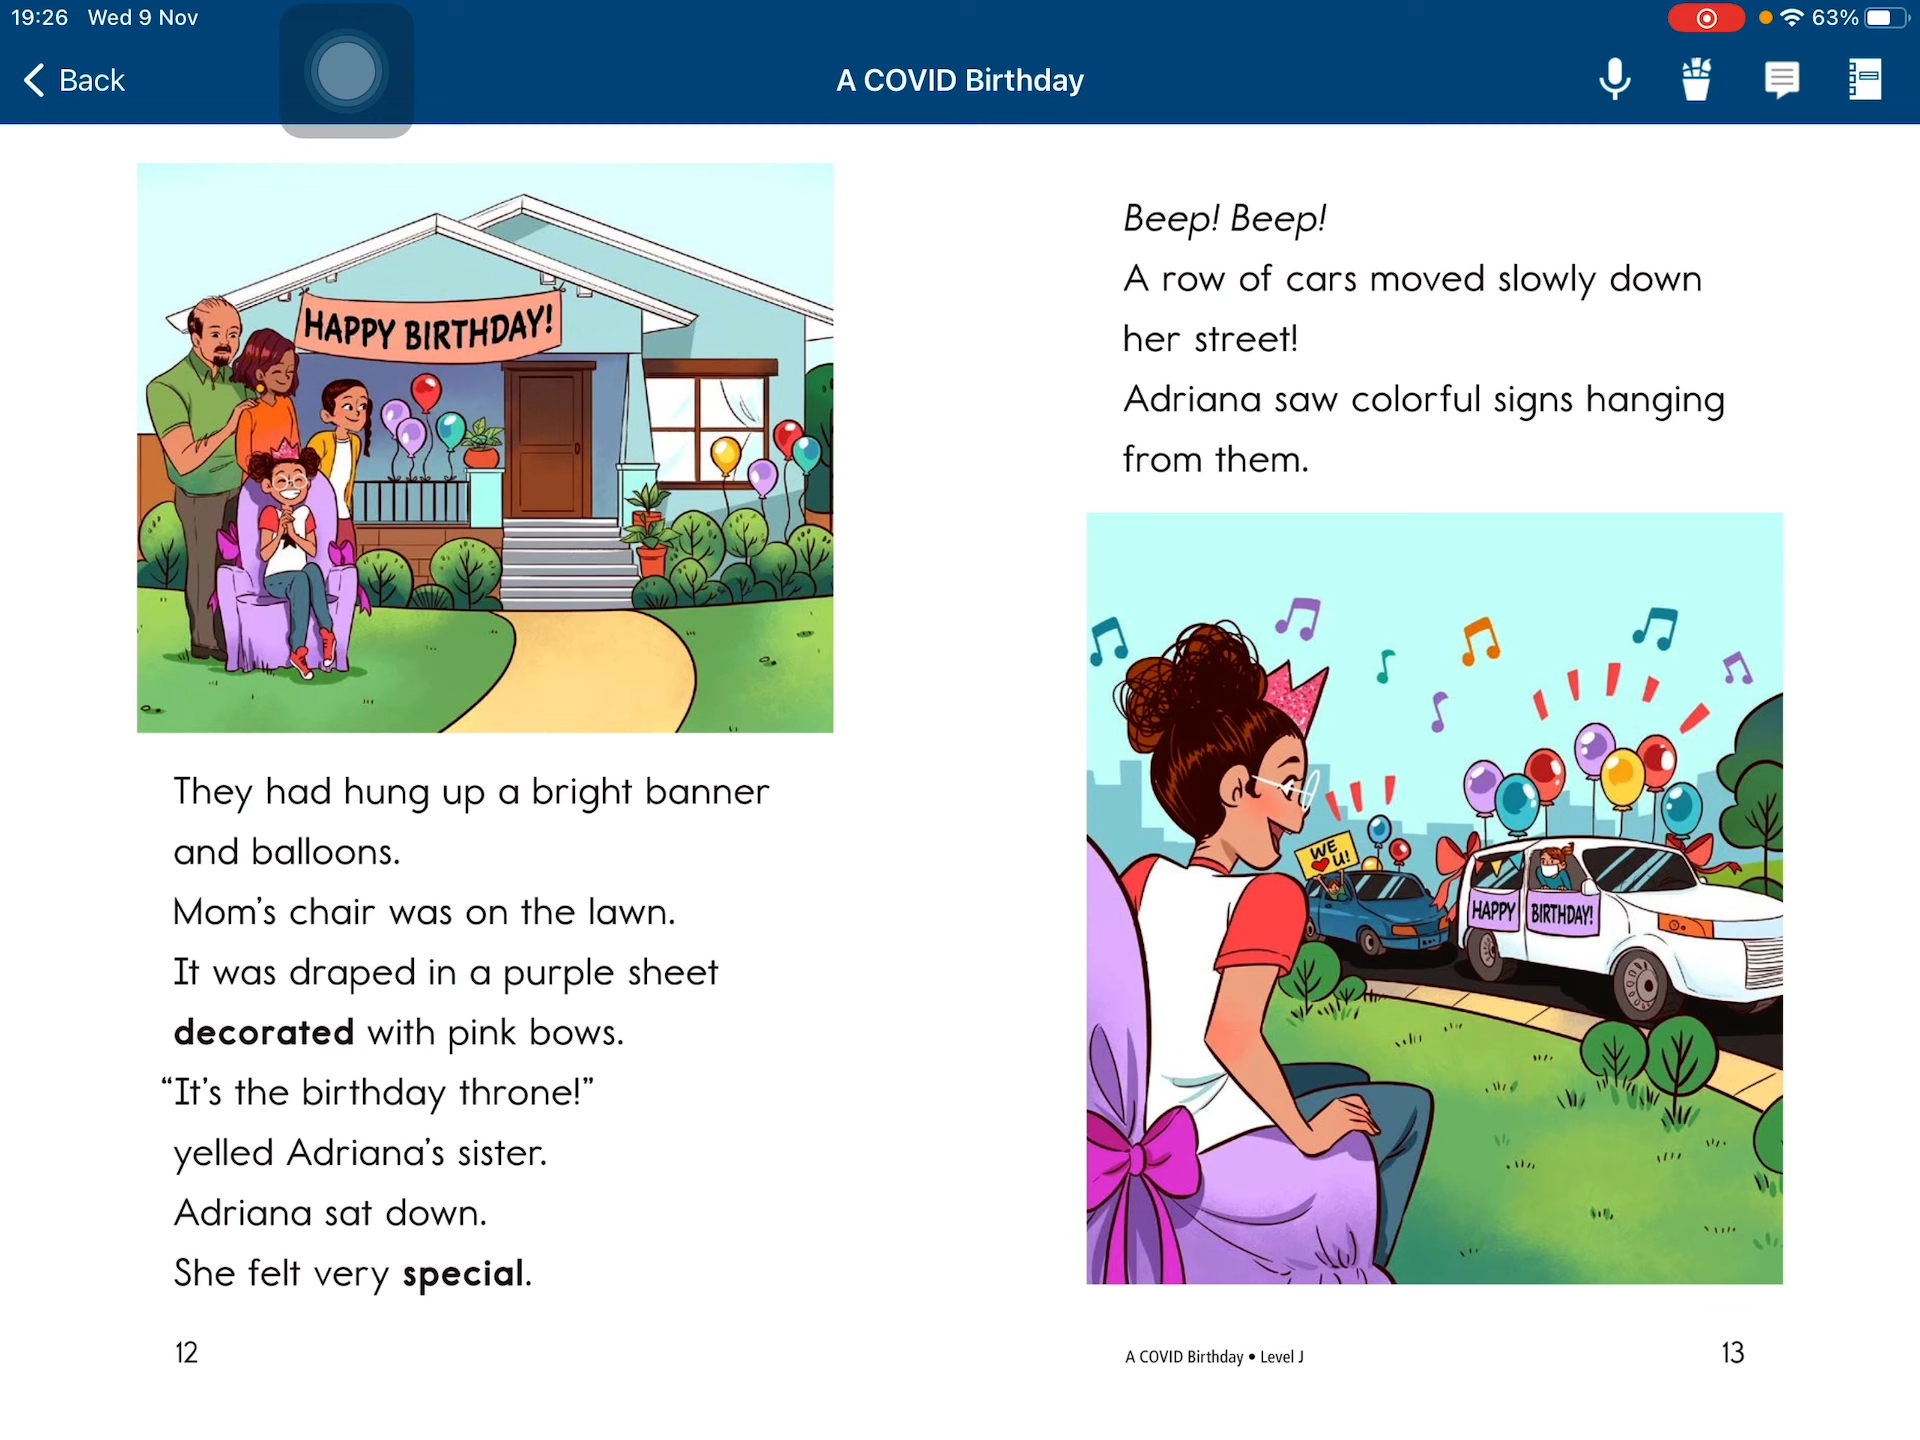 19:26 Wed 9 Nov
63%
Back
A COVID Birthday
HAPPY BIRTHDAY!
They had hung up a bright banner
and balloons.
Mom's chair was on the lawn.
It was draped in a purple sheet
decorated with pink bows.
“It's the birthday throne!”
yelled Adriana's sister.
Adriana sat down.
She felt very special.
12
Beep! Beep!
A row of cars moved slowly down
her street!
Adriana saw colorful signs hanging
from them.
WE
❤ U!
HAPPY BIRTHDAY!
A COVID Birthday • Level J
13